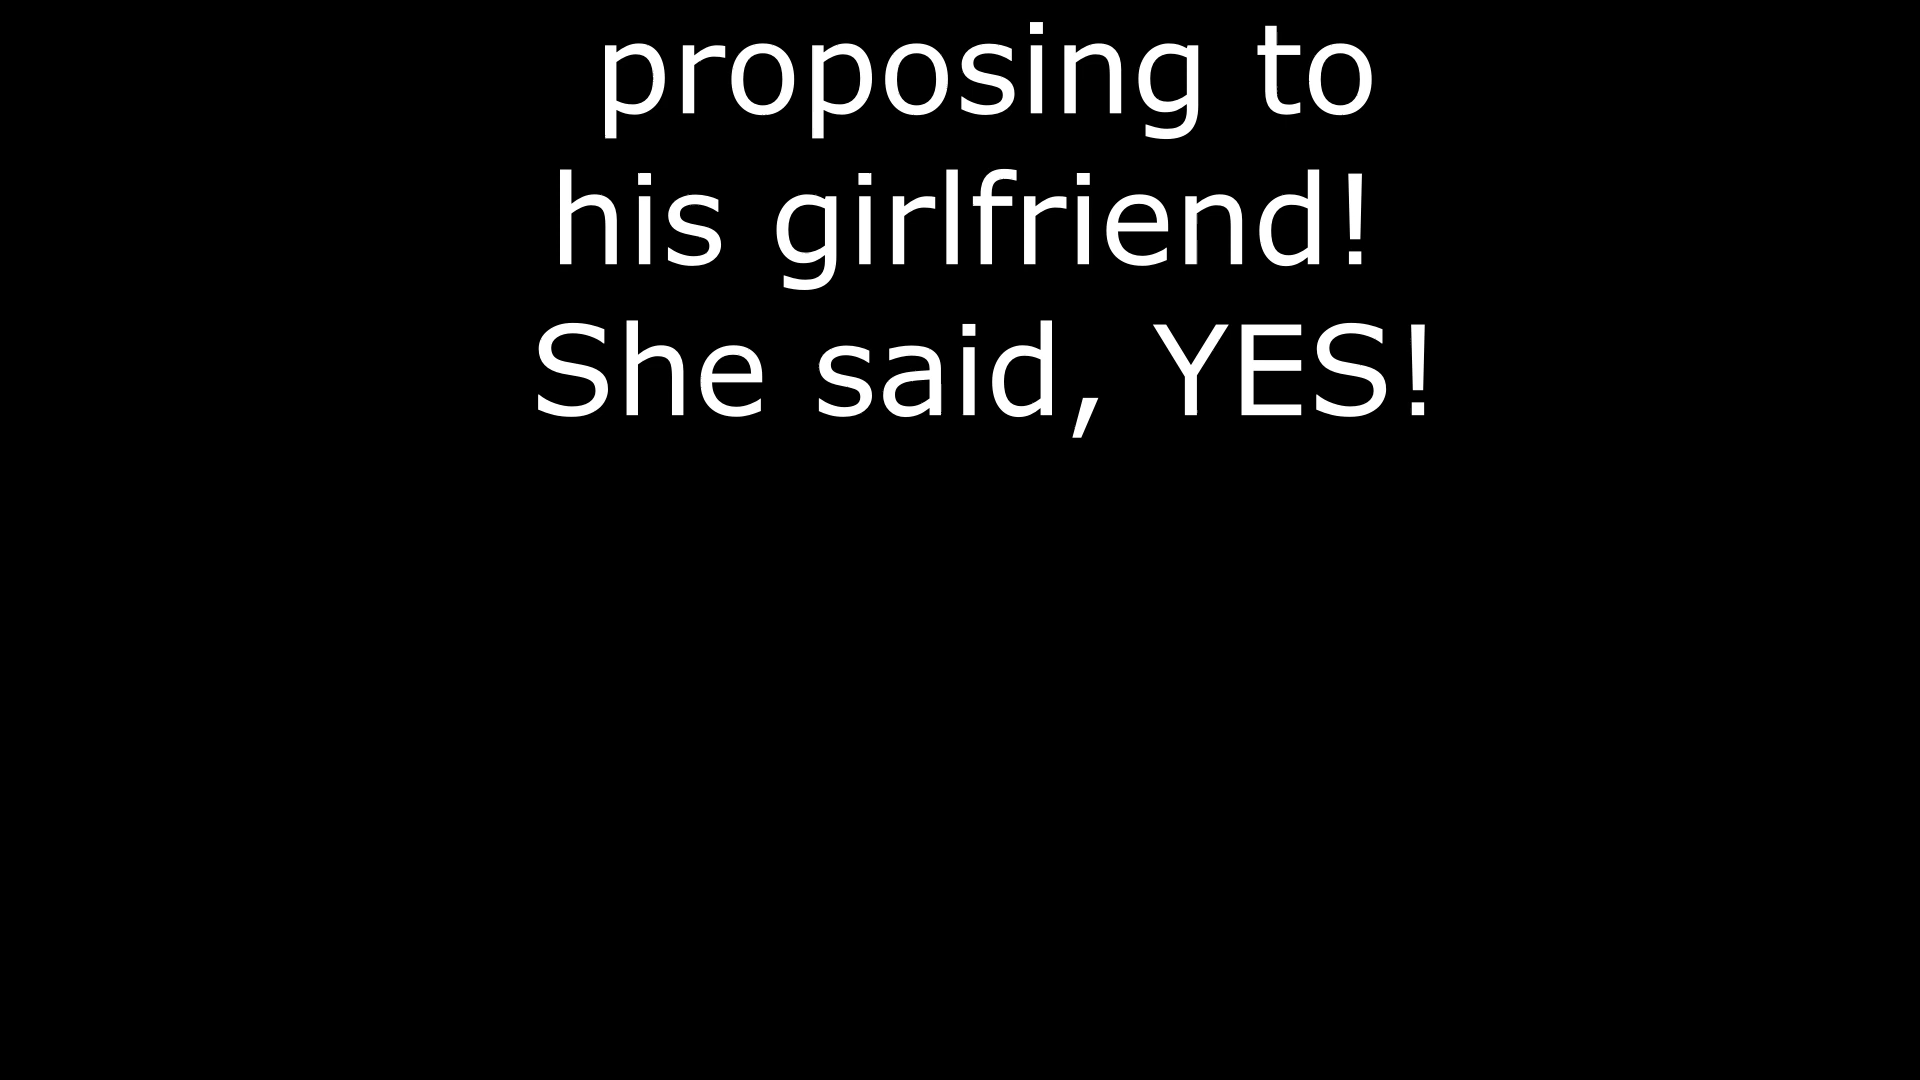 proposing to
his girlfriend!
She said, YES!